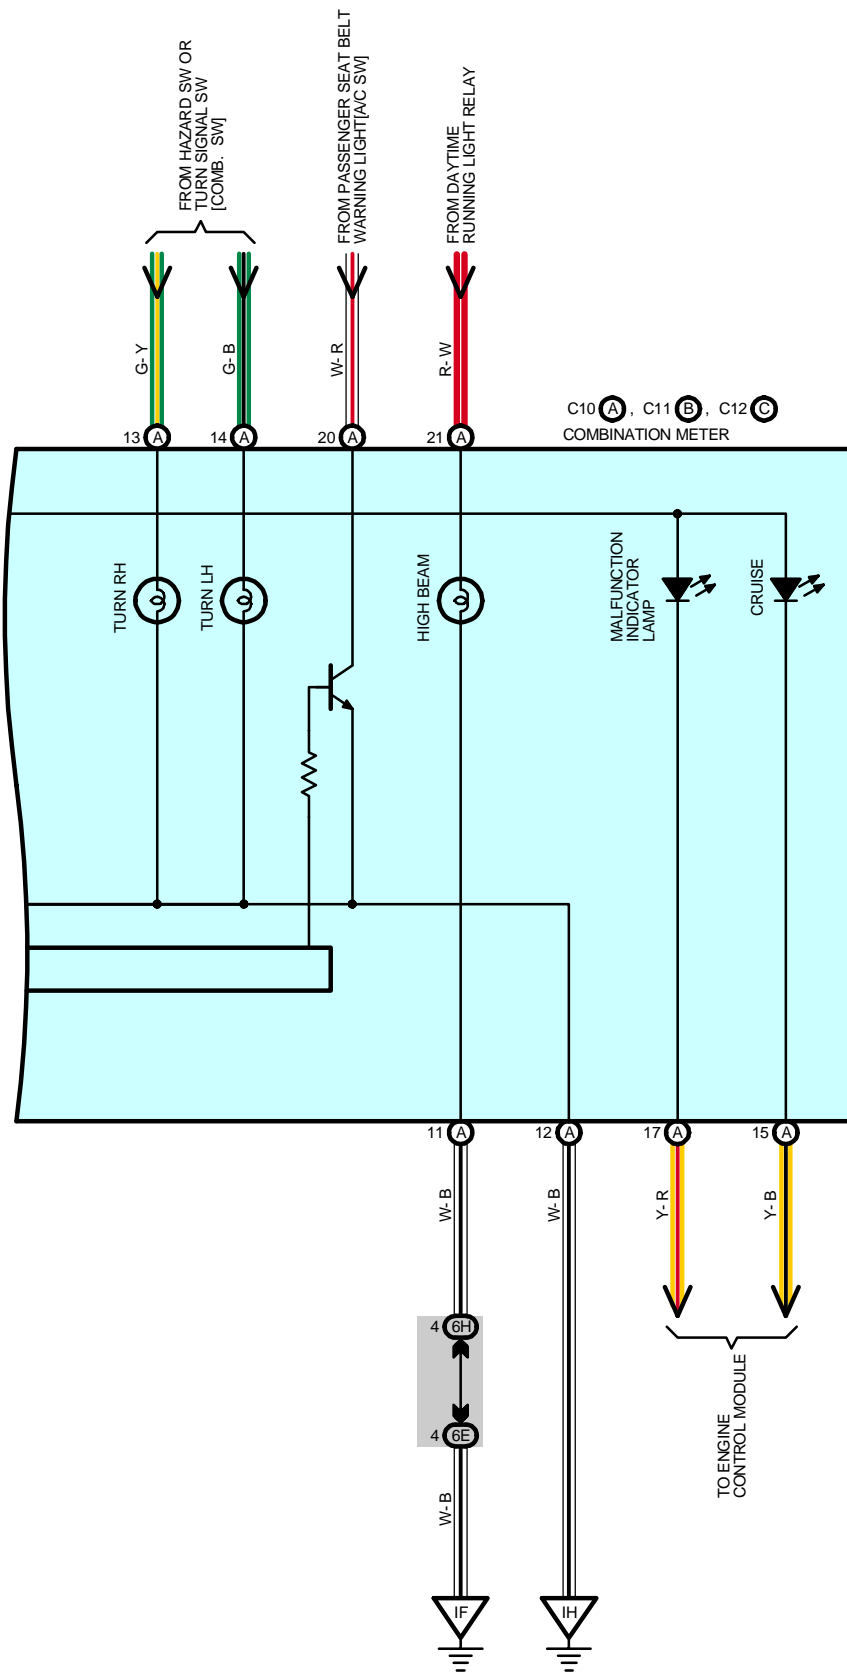 FROM HAZARD SW OR
TURN SIGNAL SW
[COMB. SW]
FROM PASSENGER SEAT BELT
WARNING LIGHT[A/C SW]
FROM DAYTIME
RUNNING LIGHT RELAY
G-Y
G-B
W-R
R-W
C10 A , C11 B , C12 C
COMBINATION METER
13 A
14 A
20 A
21 A
TURN RH
TURN LH
HIGH BEAM
MALFUNCTION
INDICATOR
LAMP
CRUISE
11 A
12 A
17 A
15 A
W-B
W-B
Y-R
Y-B
4 6H
4 6E
W-B
TO ENGINE
CONTROL MODULE
IF
IH